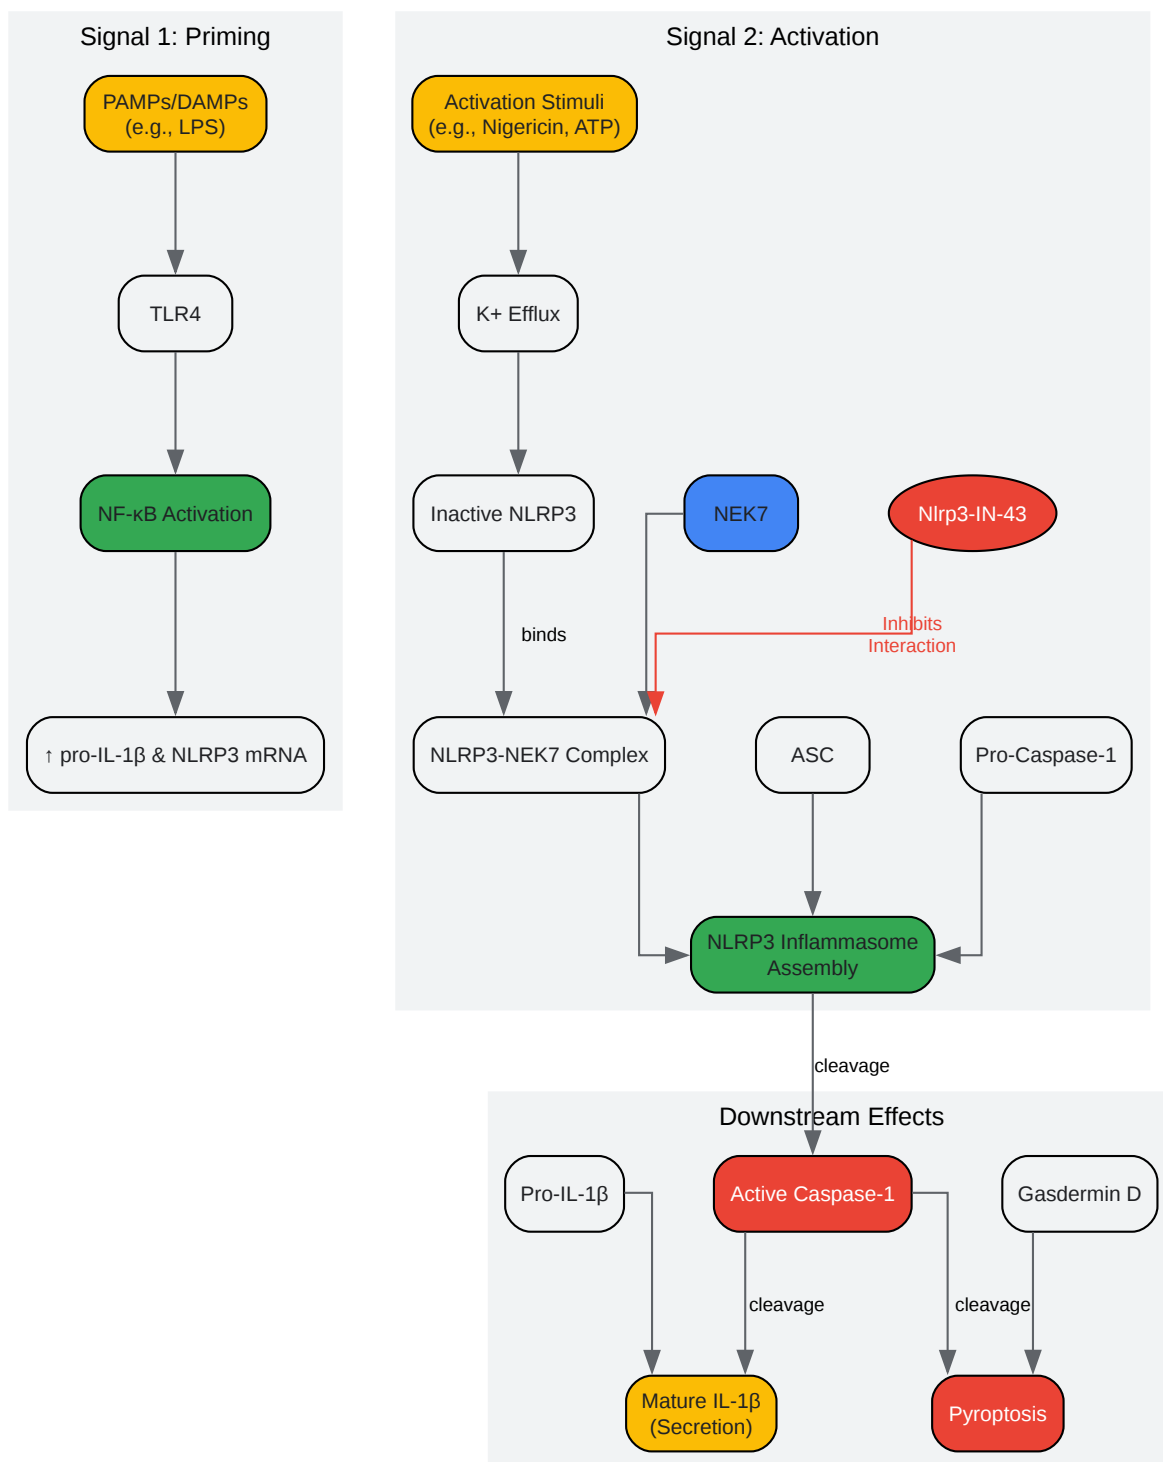 Signal 1: Priming
PAMPs/DAMPs
(e.g., LPS)
TLR4
NF-κB Activation
↑ pro-IL-1β & NLRP3 mRNA
Signal 2: Activation
Activation Stimuli
(e.g., Nigericin, ATP)
K+ Efflux
Inactive NLRP3
NEK7
Nlrp3-IN-43
binds
Inhibits
Interaction
NLRP3-NEK7 Complex
ASC
Pro-Caspase-1
NLRP3 Inflammasome
Assembly
cleavage
Downstream Effects
Pro-IL-1β
Active Caspase-1
Gasdermin D
cleavage
cleavage
Mature IL-1β
(Secretion)
Pyroptosis